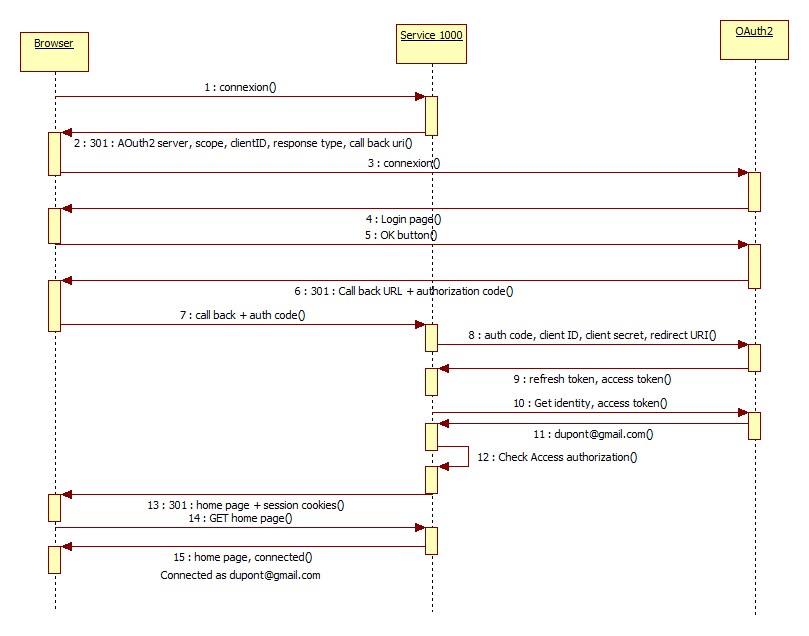 Browser
Service 1000
OAuth2
1 : connexion()
2 : 301 : AOuth2 server, scope, clientID, response type, call back uri()
3 : connexion()
4 : Login page()
5 : OK button()
6 : 301 : Call back URL + authorization code()
7 : call back + auth code()
8 : auth code, client ID, client secret, redirect URI()
9 : refresh token, access token()
10 : Get identity, access token()
11 : dupont@gmail.com()
12 : Check Access authorization()
13 : 301 : home page + session cookies()
14 : GET home page()
15 : home page, connected()
Connected as dupont@gmail.com